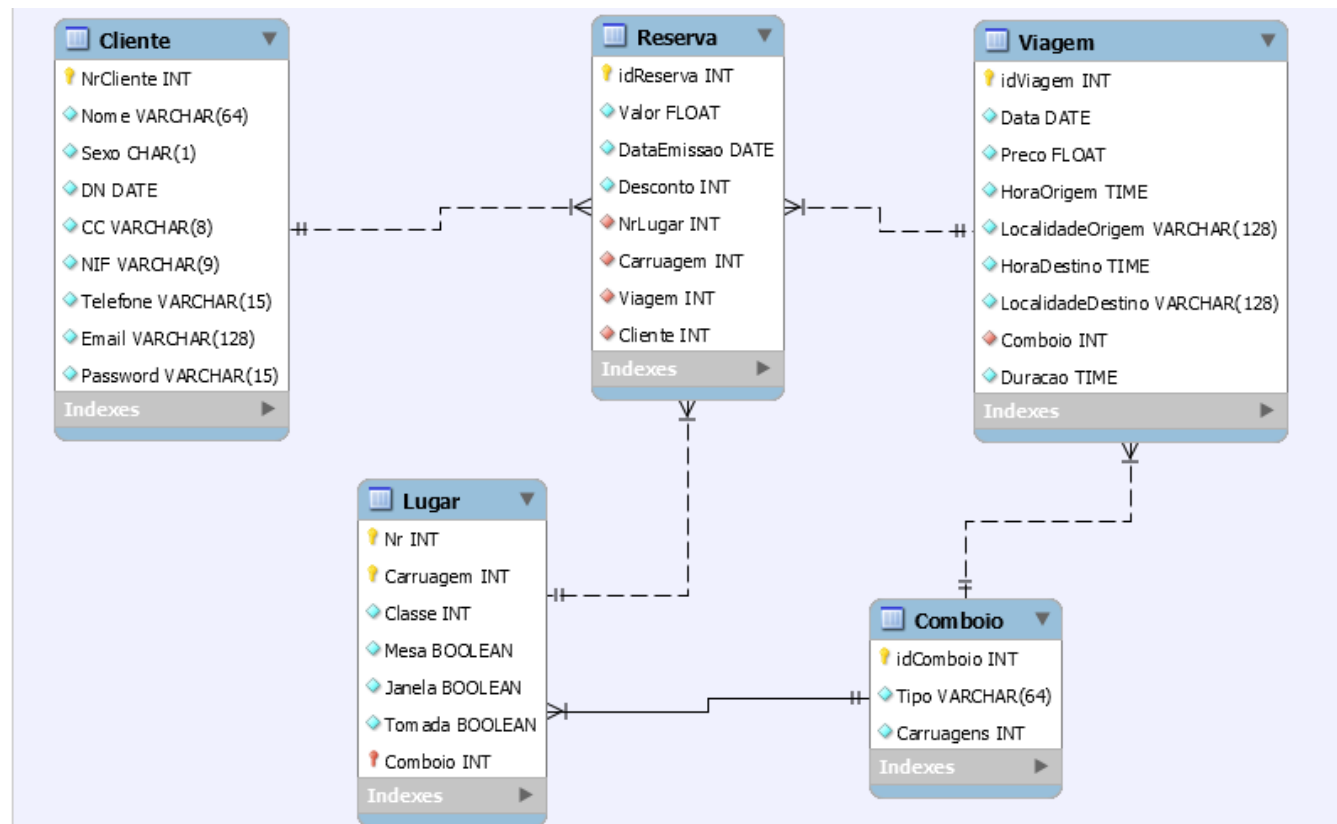 Cliente
NrCliente INT
Nome VARCHAR(64)
Sexo CHAR(1)
DN DATE
CC VARCHAR(8)
NIF VARCHAR(9)
Telefone VARCHAR(15)
Email VARCHAR(128)
Password VARCHAR(15)
Indexes
Reserva
idReserva INT
Valor FLOAT
DataEmissao DATE
Desconto INT
NrLugar INT
Carruagem INT
Viagem INT
Cliente INT
Indexes
Viagem
idViagem INT
Data DATE
Preco FLOAT
HoraOrigem TIME
LocalidadeOrigem VARCHAR(128)
HoraDestino TIME
LocalidadeDestino VARCHAR(128)
Comboio INT
Duracao TIME
Indexes
Lugar
Nr INT
Carruagem INT
Classe INT
Mesa BOOLEAN
Janela BOOLEAN
Tomada BOOLEAN
Comboio INT
Indexes
Comboio
idComboio INT
Tipo VARCHAR(64)
Carruagens INT
Indexes